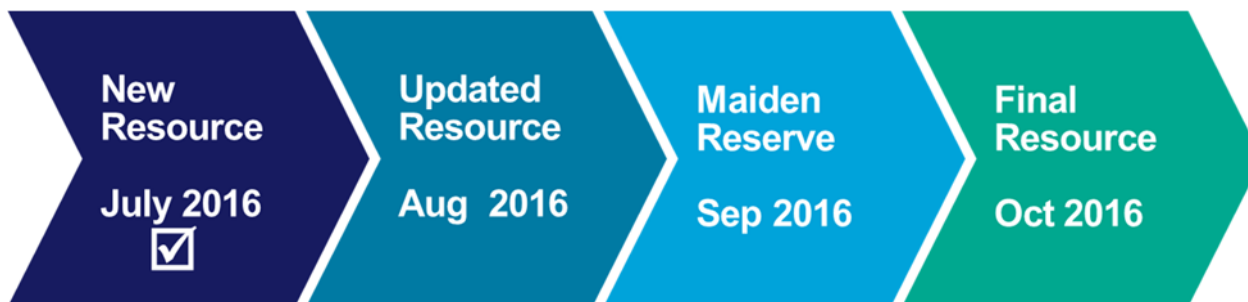 New
Resource
July 2016
☑
Updated
Resource
Aug 2016
Maiden
Reserve
Sep 2016
Final
Resource
Oct 2016